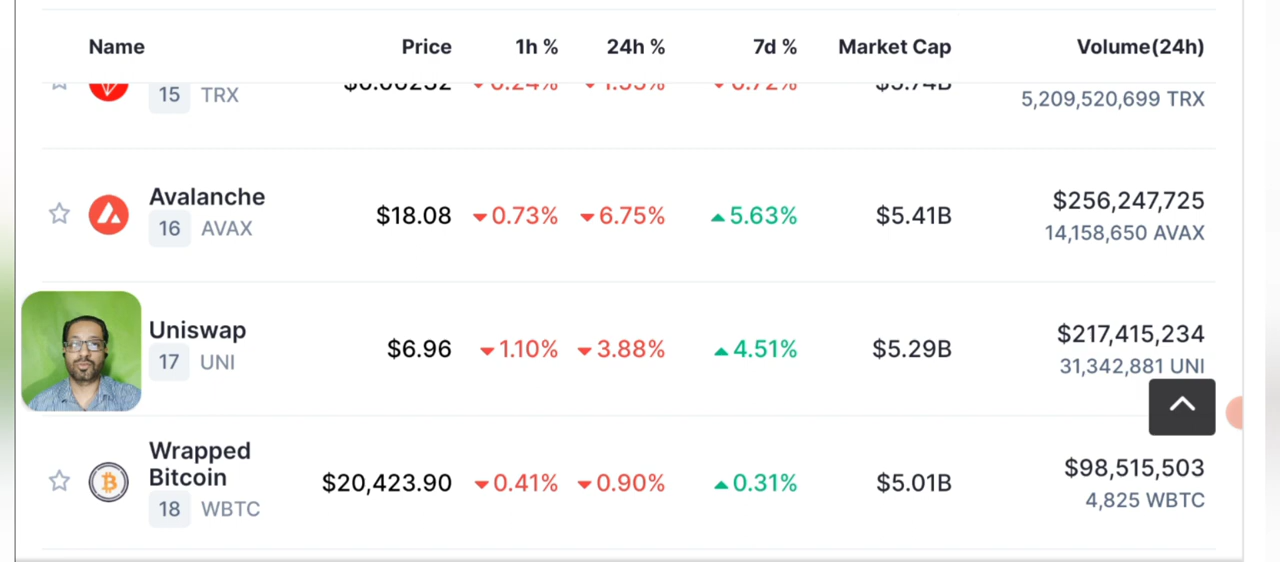 Name Price 1h % 24h % 7d % Market Cap Volume(24h)
15 TRX 5,209,520,699 TRX
Avalanche
16 AVAX $18.08 0.73% 6.75% 5.63% $5.41B $256,247,725
14,158,650 AVAX
Uniswap
17 UNI $6.96 1.10% 3.88% 4.51% $5.29B $217,415,234
31,342,881 UNI
Wrapped
Bitcoin
18 WBTC $20,423.90 0.41% 0.90% 0.31% $5.01B $98,515,503
4,825 WBTC